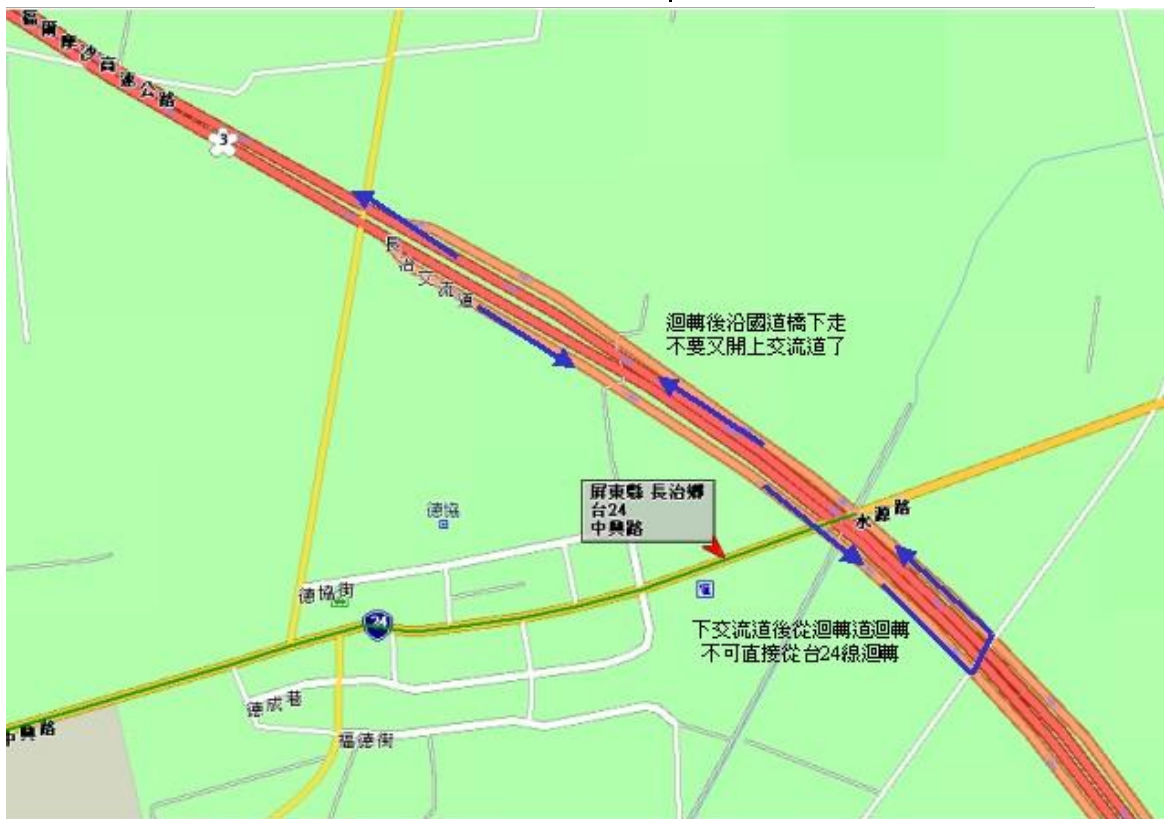 福爾摩沙高速公路
3
長治交流道
迴轉後沿國道橋下走
不要又開上交流道了
屏東縣 長治鄉
台24
中興路
水源路
德協
德協街
24
下交流道後從迴轉道迴轉
不可直接從台24線迴轉
德成巷
中興路
福德街